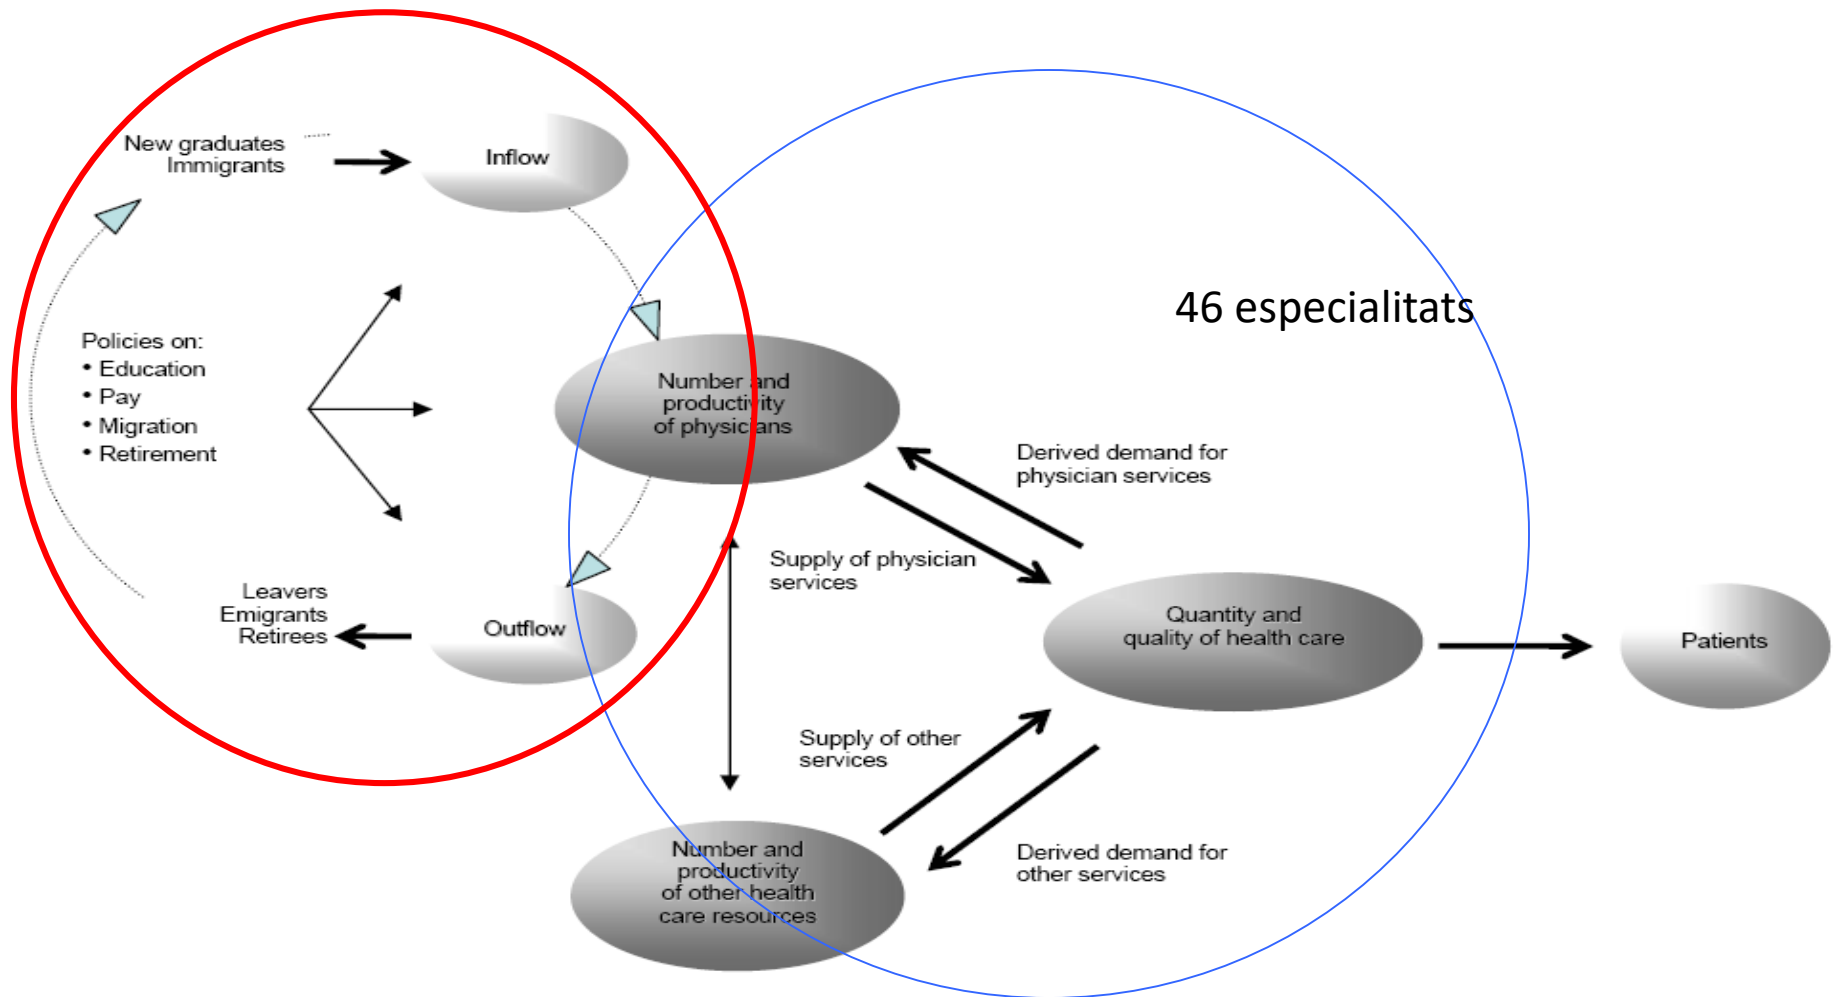 New graduates
Immigrants
Inflow
46 especialitats
Policies on:
• Education
• Pay
• Migration
• Retirement
Number and
productivity
of physicians
Derived demand for
physician services
Supply of physician
services
Leavers
Emigrants
Retirees
Outflow
Quantity and
quality of health care
Patients
Supply of other
services
Number and
productivity
of other health
care resources
Derived demand for
other services